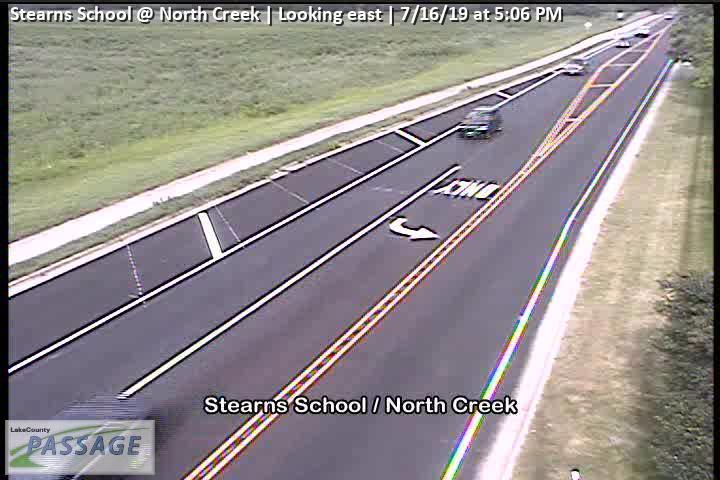 Stearns School @ North Creek | Looking east | 7/16/19 at 5:06 PM
ONLY
Stearns School / North Creek
LakeCounty
PASSAGE